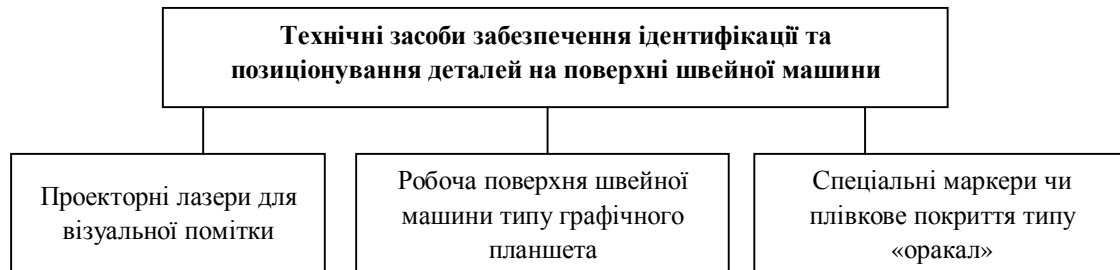 Технічні засоби забезпечення ідентифікації та
позиціонування деталей на поверхні швейної машини
Проекторні лазери для
візуальної помітки
Робоча поверхня швейної
машини типу графічного
планшета
Спеціальні маркери чи
плівкове покриття типу
«оракал»